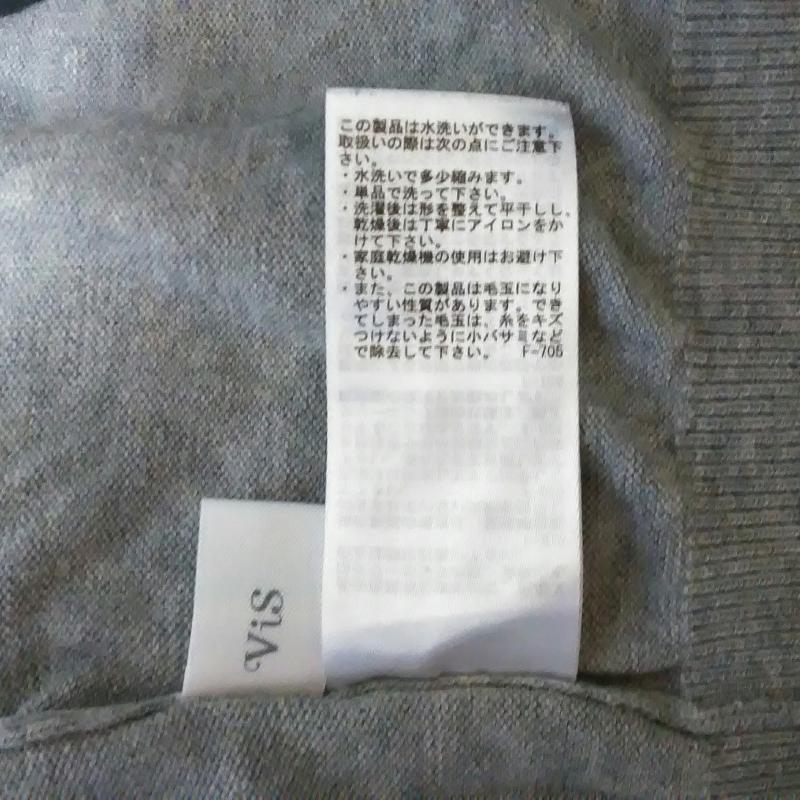 この製品は水洗いができます。
取扱いの際は次の点にご注意下
さい。
・水洗いで多少縮みます。
・単品で洗って下さい。
・洗濯後は形を整えて平干しし、
乾燥後は丁寧にアイロンをか
けて下さい。
・家庭乾燥機の使用はお避け下
さい。
・また、この製品は毛玉になり
やすい性質があります。でき
てしまった毛玉は、糸をキズ
つけないように小バサミなど
で除去して下さい。 F-705
ViS